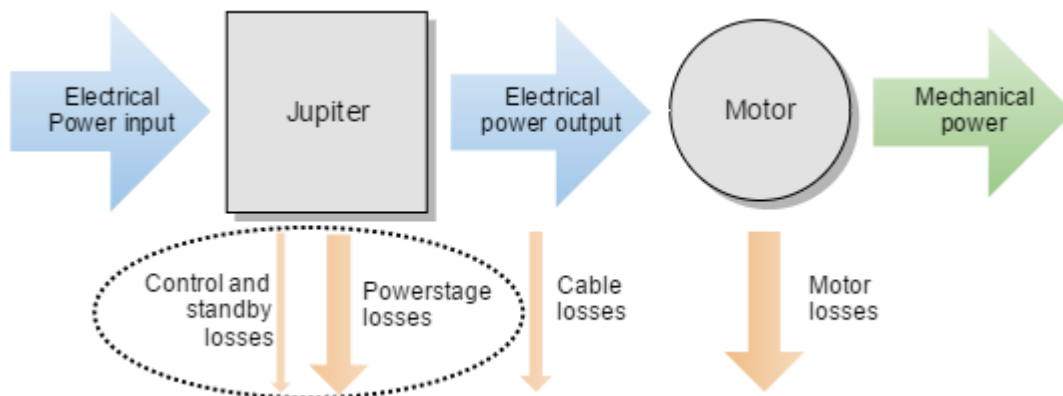 Electrical
Power input
Jupiter
Electrical
power output
Motor
Mechanical
power
Control and
standby
losses
Powerstage
losses
Cable
losses
Motor
losses